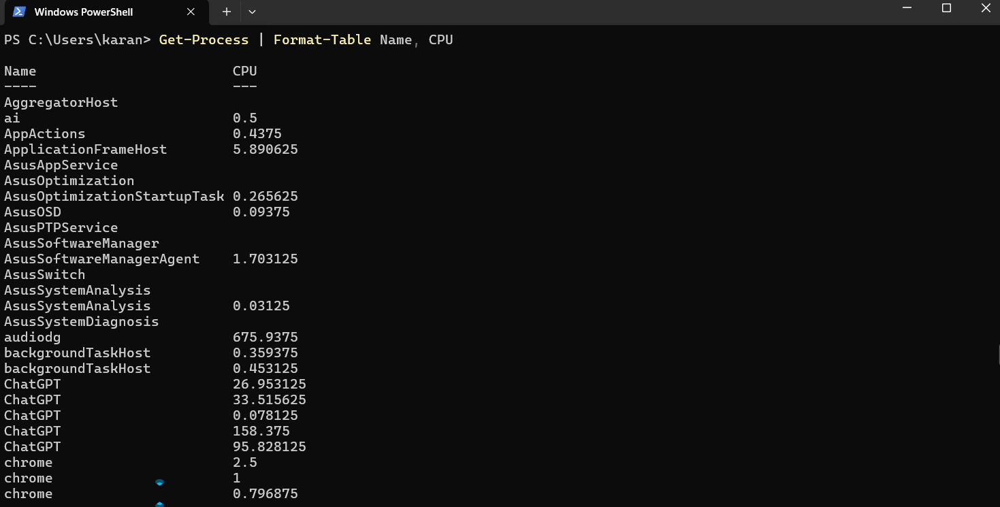 Windows PowerShell
PS C:\Users\karan> Get-Process | Format-Table Name, CPU
Name CPU
---- ---
AggregatorHost
ai 0.5
AppActions 0.4375
ApplicationFrameHost 5.890625
AsusAppService
AsusOptimization
AsusOptimizationStartupTask 0.265625
AsusOSD 0.09375
AsusPTPService
AsusSoftwareManager
AsusSoftwareManagerAgent 1.703125
AsusSwitch
AsusSystemAnalysis
AsusSystemAnalysis 0.03125
AsusSystemDiagnosis
audiodg 675.9375
backgroundTaskHost 0.359375
backgroundTaskHost 0.453125
ChatGPT 26.953125
ChatGPT 33.515625
ChatGPT 0.078125
ChatGPT 158.375
ChatGPT 95.828125
chrome 2.5
chrome 1
chrome 0.796875